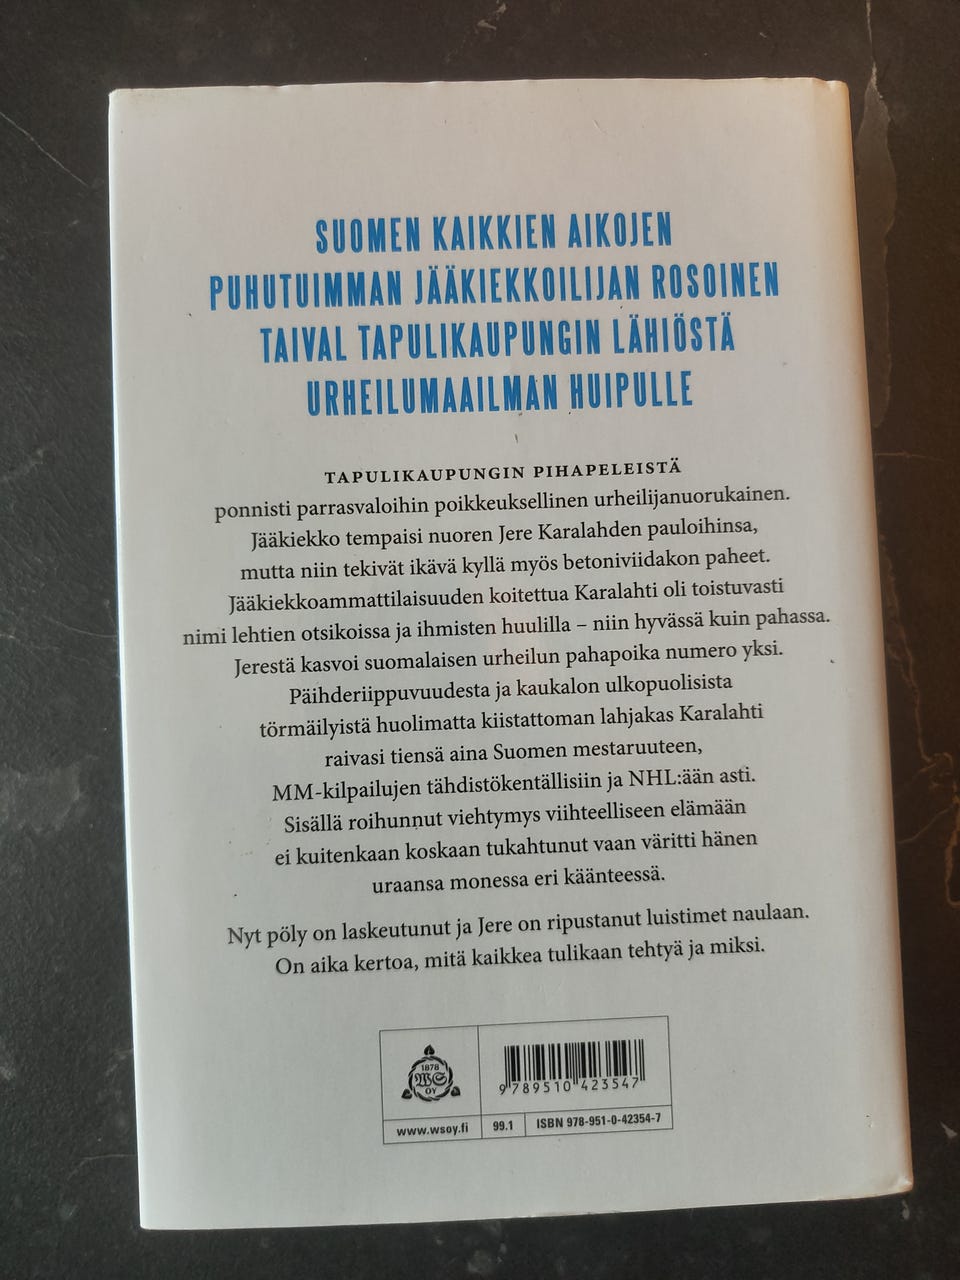 SUOMEN KAIKKIEN AIKOJEN
PUHUTUIMMAN JÄÄKIEKKOILIJAN ROSOINEN
TAIVAL TAPULIKAUPUNGIN LÄHIÖSTÄ
URHEILUMAAILMAN HUIPULLE
TAPULIKAUPUNGIN PIHAPELEISTÄ
ponnisti parrasvaloihin poikkeuksellinen urheilijanuorukainen.
Jääkiekko tempaisi nuoren Jere Karalahden pauloihinsa,
mutta niin tekivät ikävä kyllä myös betoniviidakon paheet.
Jääkiekkoammattilaisuuden koitettua Karalahti oli toistuvasti
nimi lehtien otsikoissa ja ihmisten huulilla – niin hyvässä kuin pahassa.
Jerestä kasvoi suomalaisen urheilun pahapoika numero yksi.
Päihderiippuvuudesta ja kaukalon ulkopuolisista
törmäilyistä huolimatta kiistattoman lahjakas Karalahti
raivasi tiensä aina Suomen mestaruuteen,
MM-kilpailujen tähdistökentällisiin ja NHL:ään asti.
Sisällä roihunnut viehtymys viihteelliseen elämään
ei kuitenkaan koskaan tukahtunut vaan väritti hänen
uraansa monessa eri käänteessä.
Nyt pöly on laskeutunut ja Jere on ripustanut luistimet naulaan.
On aika kertoa, mitä kaikkea tulikaan tehtyä ja miksi.
1878
WS
OY
9 789510 423547
www.wsoy.fi
99.1
ISBN 978-951-0-42354-7